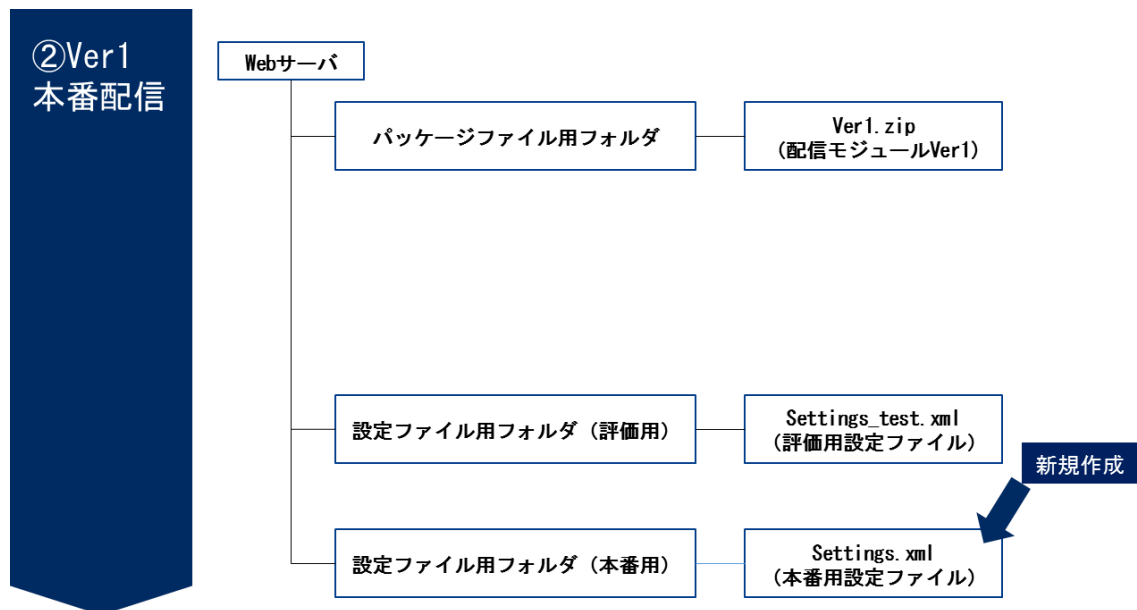 ②Ver1
本番配信
Webサーバ
パッケージファイル用フォルダ
Ver1.zip
(配信モジュールVer1)
設定ファイル用フォルダ（評価用）
Settings_test.xml
(評価用設定ファイル)
新規作成
設定ファイル用フォルダ（本番用）
Settings.xml
(本番用設定ファイル)